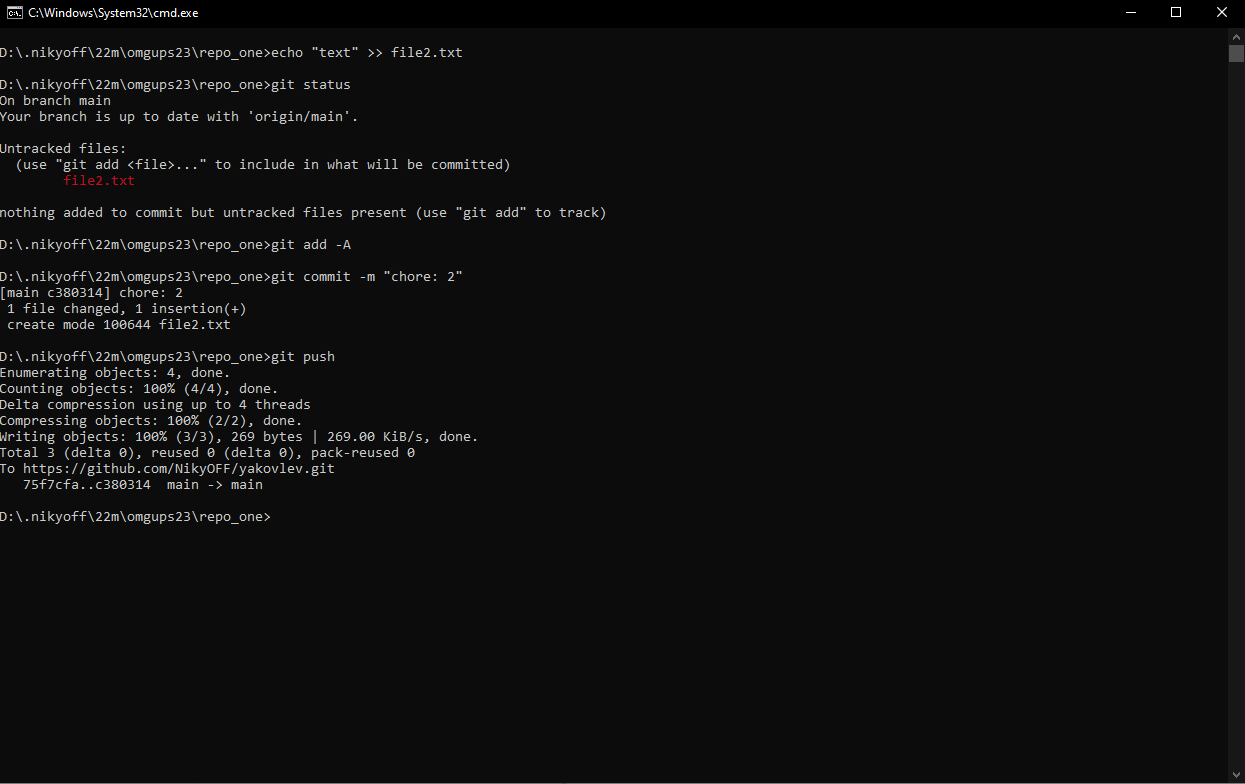 C:\Windows\System32\cmd.exe
D:\.nikyoff\22m\omgups23\repo_one>echo "text" >> file2.txt
D:\.nikyoff\22m\omgups23\repo_one>git status
On branch main
Your branch is up to date with 'origin/main'.
Untracked files:
  (use "git add <file>..." to include in what will be committed)
        file2.txt
nothing added to commit but untracked files present (use "git add" to track)
D:\.nikyoff\22m\omgups23\repo_one>git add -A
D:\.nikyoff\22m\omgups23\repo_one>git commit -m "chore: 2"
[main c380314] chore: 2
 1 file changed, 1 insertion(+)
 create mode 100644 file2.txt
D:\.nikyoff\22m\omgups23\repo_one>git push
Enumerating objects: 4, done.
Counting objects: 100% (4/4), done.
Delta compression using up to 4 threads
Compressing objects: 100% (2/2), done.
Writing objects: 100% (3/3), 269 bytes | 269.00 KiB/s, done.
Total 3 (delta 0), reused 0 (delta 0), pack-reused 0
To https://github.com/NikyOFF/yakovlev.git
   75f7cfa..c380314  main -> main
D:\.nikyoff\22m\omgups23\repo_one>